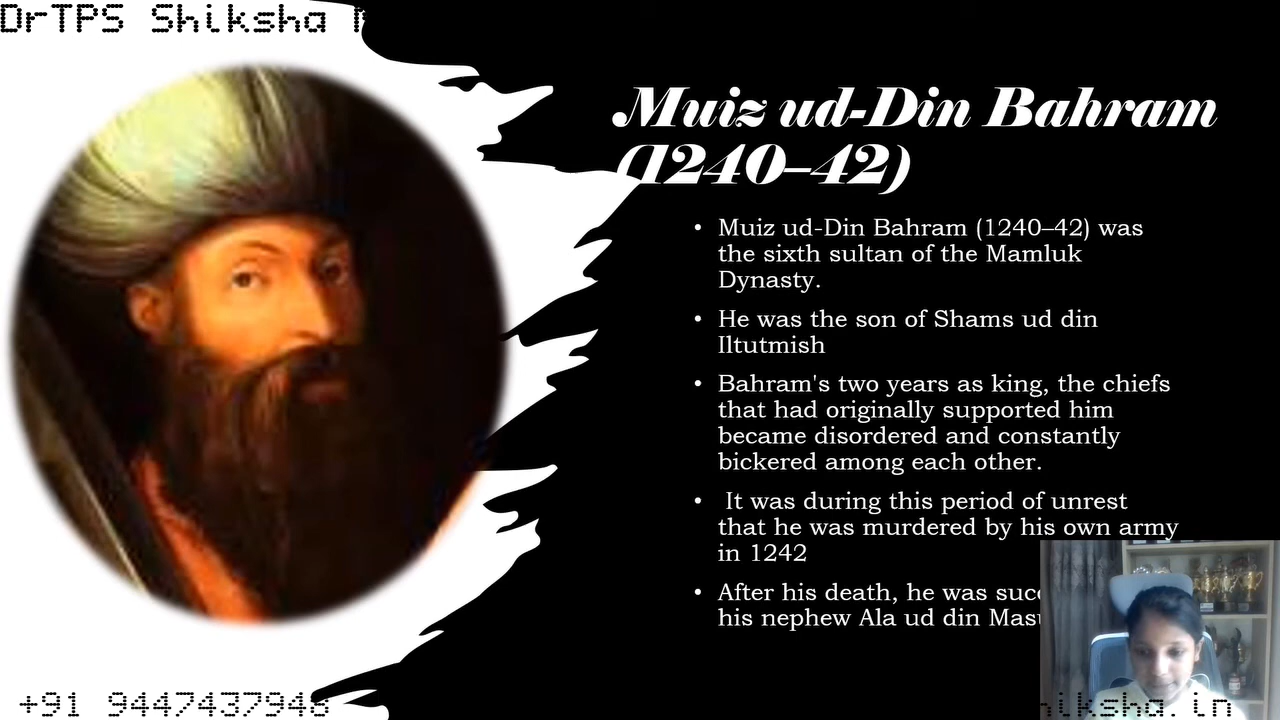 DrTPS Shiksha
Muiz ud-Din Bahram
(1240–42)
• Muiz ud-Din Bahram (1240–42) was
the sixth sultan of the Mamluk
Dynasty.
• He was the son of Shams ud din
Iltutmish
• Bahram's two years as king, the chiefs
that had originally supported him
became disordered and constantly
bickered among each other.
• It was during this period of unrest
that he was murdered by his own army
in 1242
• After his death, he was
his nephew Ala ud din
+91 9447437946